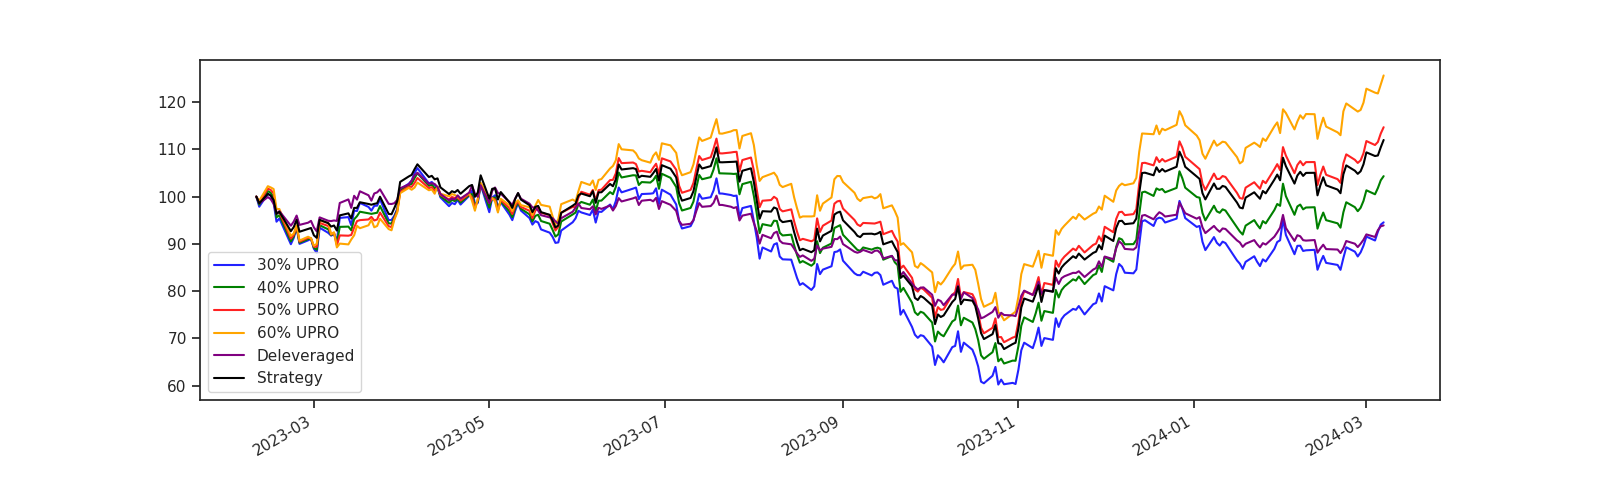 120
110
100
90
80
70
60
30% UPRO
40% UPRO
50% UPRO
60% UPRO
Deleveraged
Strategy
2023-03
2023-05
2023-07
2023-09
2023-11
2024-01
2024-03